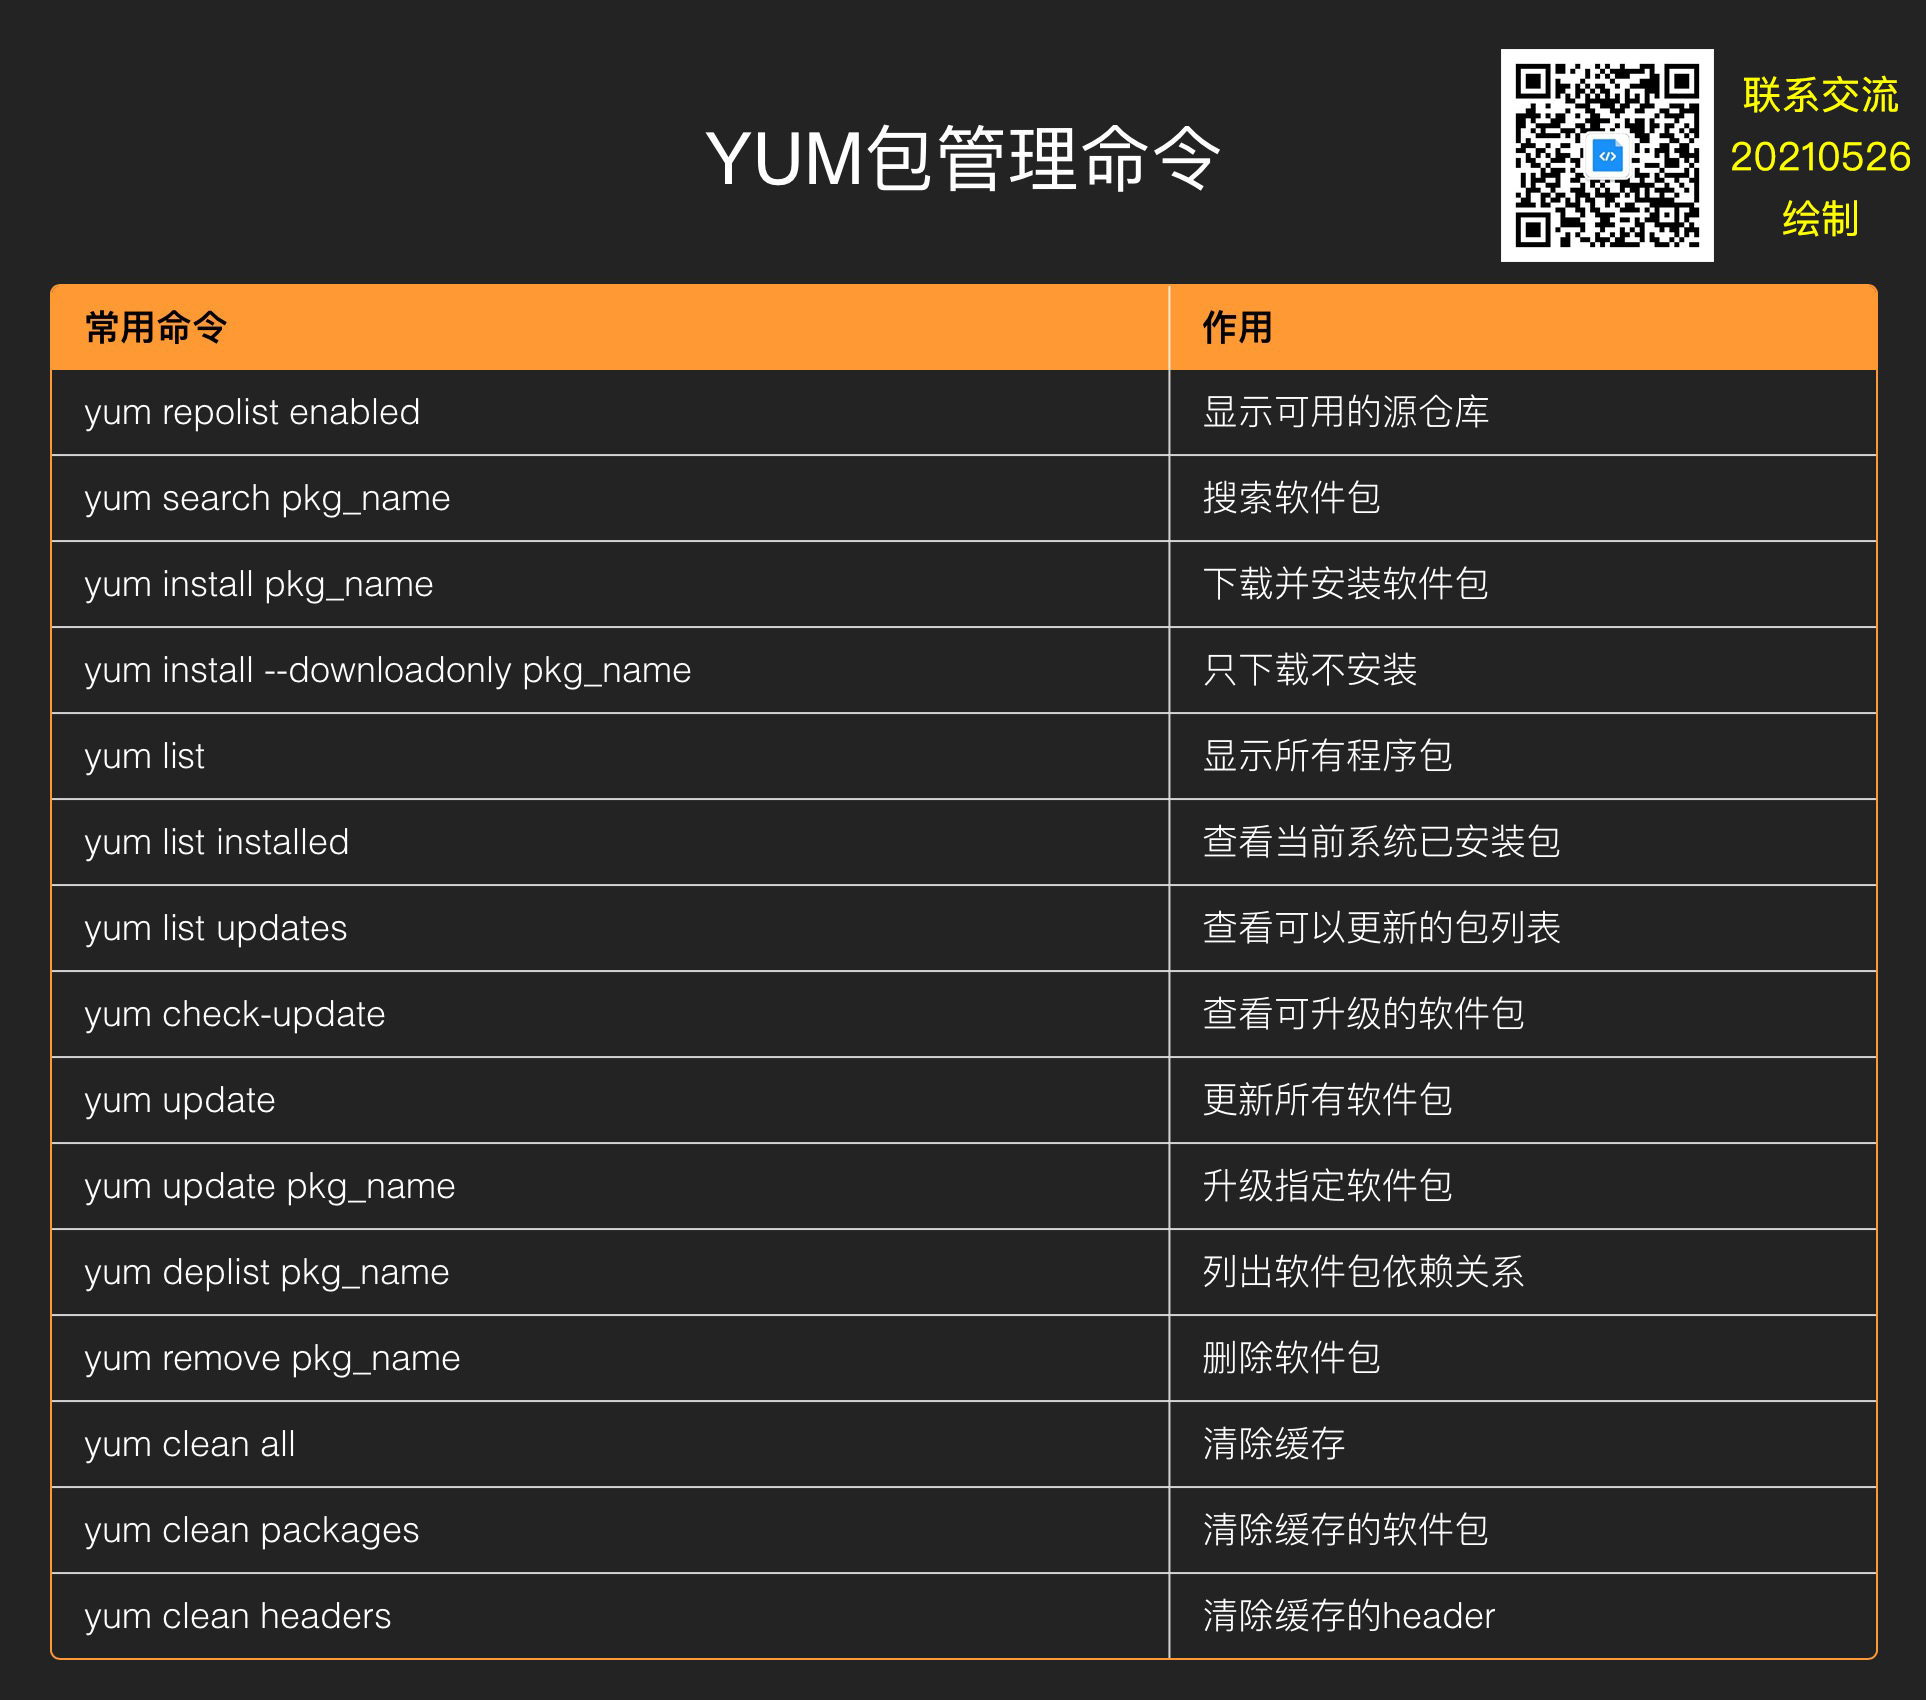 YUM包管理命令
联系交流
20210526
绘制
常用命令 作用
yum repolist enabled 显示可用的源仓库
yum search pkg_name 搜索软件包
yum install pkg_name 下载并安装软件包
yum install --downloadonly pkg_name 只下载不安装
yum list 显示所有程序包
yum list installed 查看当前系统已安装包
yum list updates 查看可以更新的包列表
yum check-update 查看可升级的软件包
yum update 更新所有软件包
yum update pkg_name 升级指定软件包
yum deplist pkg_name 列出软件包依赖关系
yum remove pkg_name 删除软件包
yum clean all 清除缓存
yum clean packages 清除缓存的软件包
yum clean headers 清除缓存的header